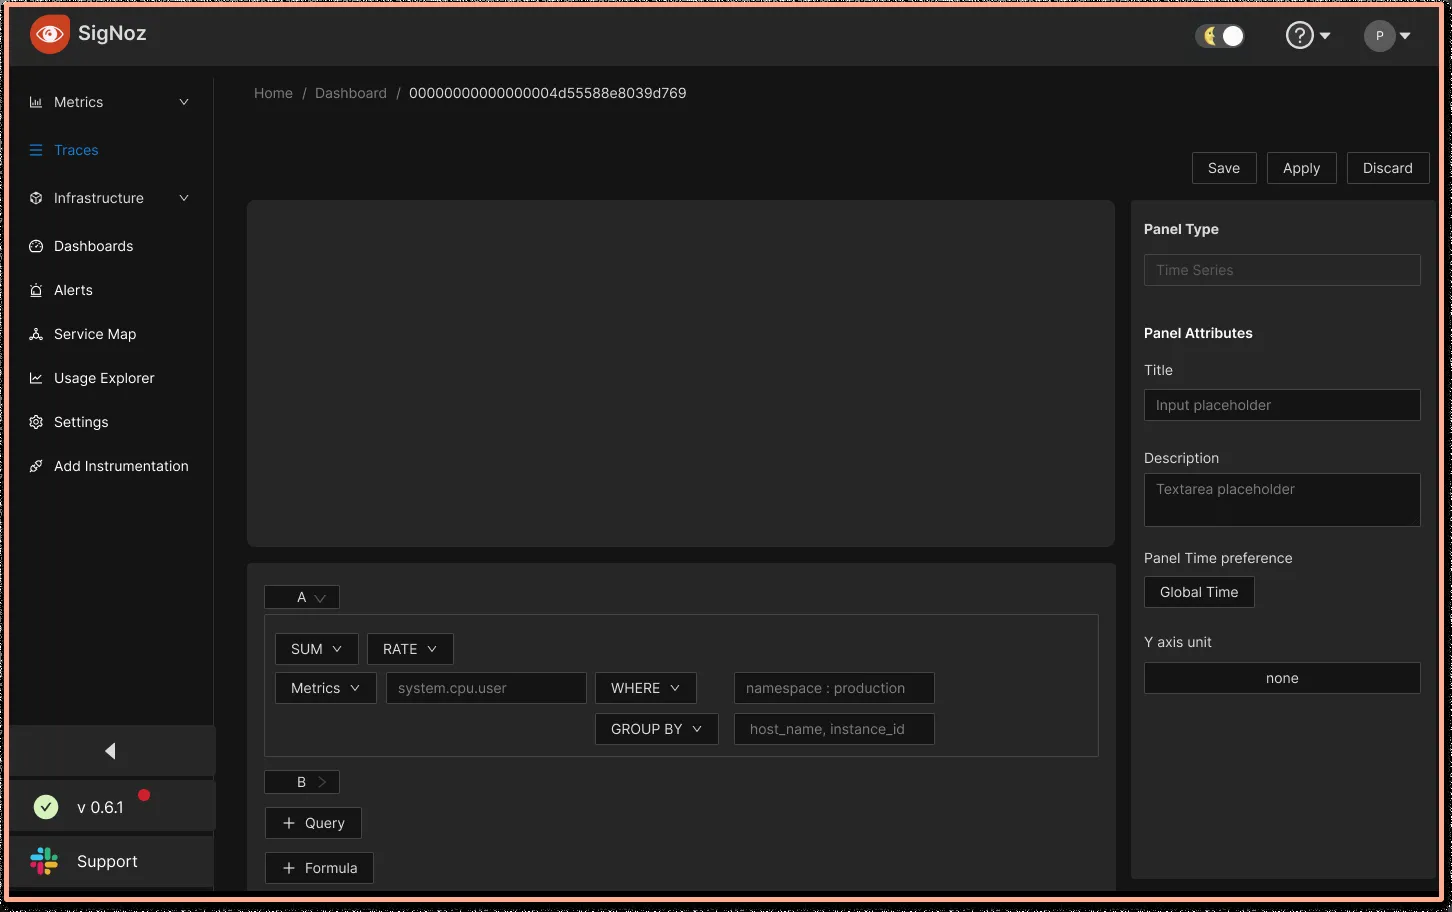 SigNoz
P
Metrics
Traces
Infrastructure
Dashboards
Alerts
Service Map
Usage Explorer
Settings
Add Instrumentation
v 0.6.1
Support
Home / Dashboard / 00000000000000004d55588e8039d769
Save Apply Discard
A
SUM RATE
Metrics system.cpu.user WHERE namespace : production
GROUP BY host_name, instance_id
B
+ Query
+ Formula
Panel Type
Time Series
Panel Attributes
Title
Input placeholder
Description
Textarea placeholder
Panel Time preference
Global Time
Y axis unit
none